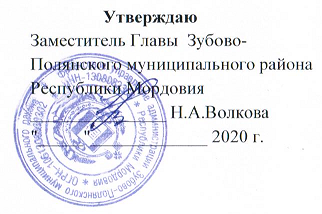 Утверждаю
Заместитель Главы Зубово-
Полянского муниципального района
Республики Мордовия
Н.А.Волкова
" " 2020 г.